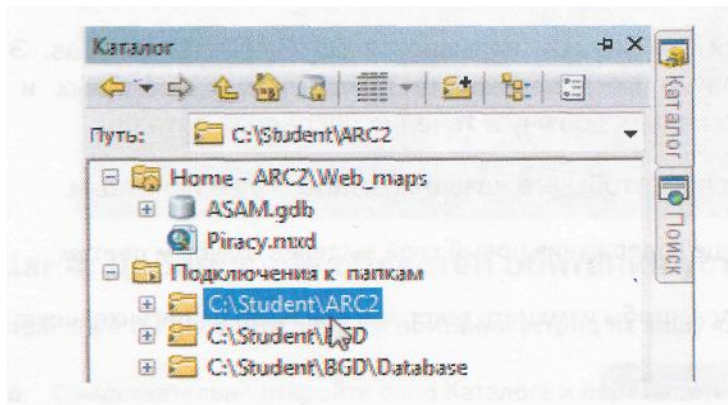 Каталог
Путь: C:\Student\ARC2
Home - ARC2\Web_maps
ASAM.gdb
Piracy.mxd
Подключения к папкам
C:\Student\ARC2
C:\Student\BGD
C:\Student\BGD\Database
Каталог
Поиск